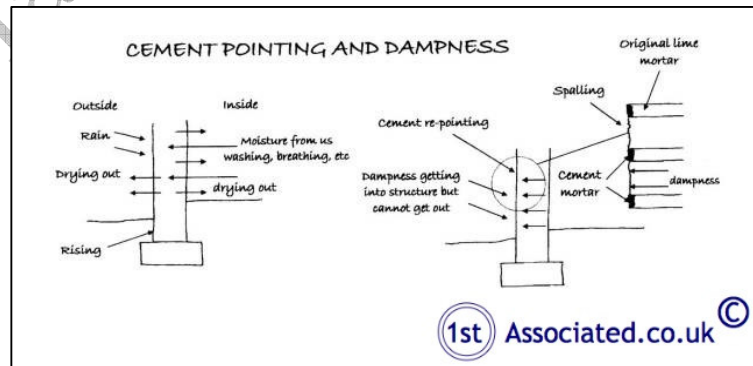 CEMENT POINTING AND DAMPNESS
Outside
Inside
Rain
Moisture from us
washing, breathing, etc
Drying out
drying out
Rising
Original lime
mortar
Spalling
Cement re-pointing
Dampness getting
into structure but
cannot get out
Cement
mortar
dampness
1st Associated.co.uk ©